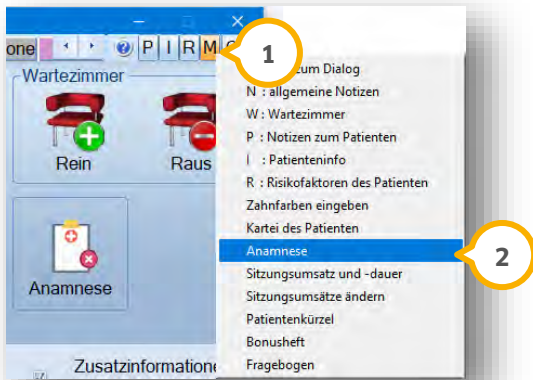 one
P I R M
1
Wartezimmer
Rein
Raus
Anamnese
Zusatzinformatione
zum Dialog
N : allgemeine Notizen
W : Wartezimmer
P : Notizen zum Patienten
I : Patienteninfo
R : Risikofaktoren des Patienten
Zahnfarben eingeben
Kartei des Patienten
Anamnese
2
Sitzungsumsatz und -dauer
Sitzungsumsätze ändern
Patientenkürzel
Bonusheft
Fragebogen